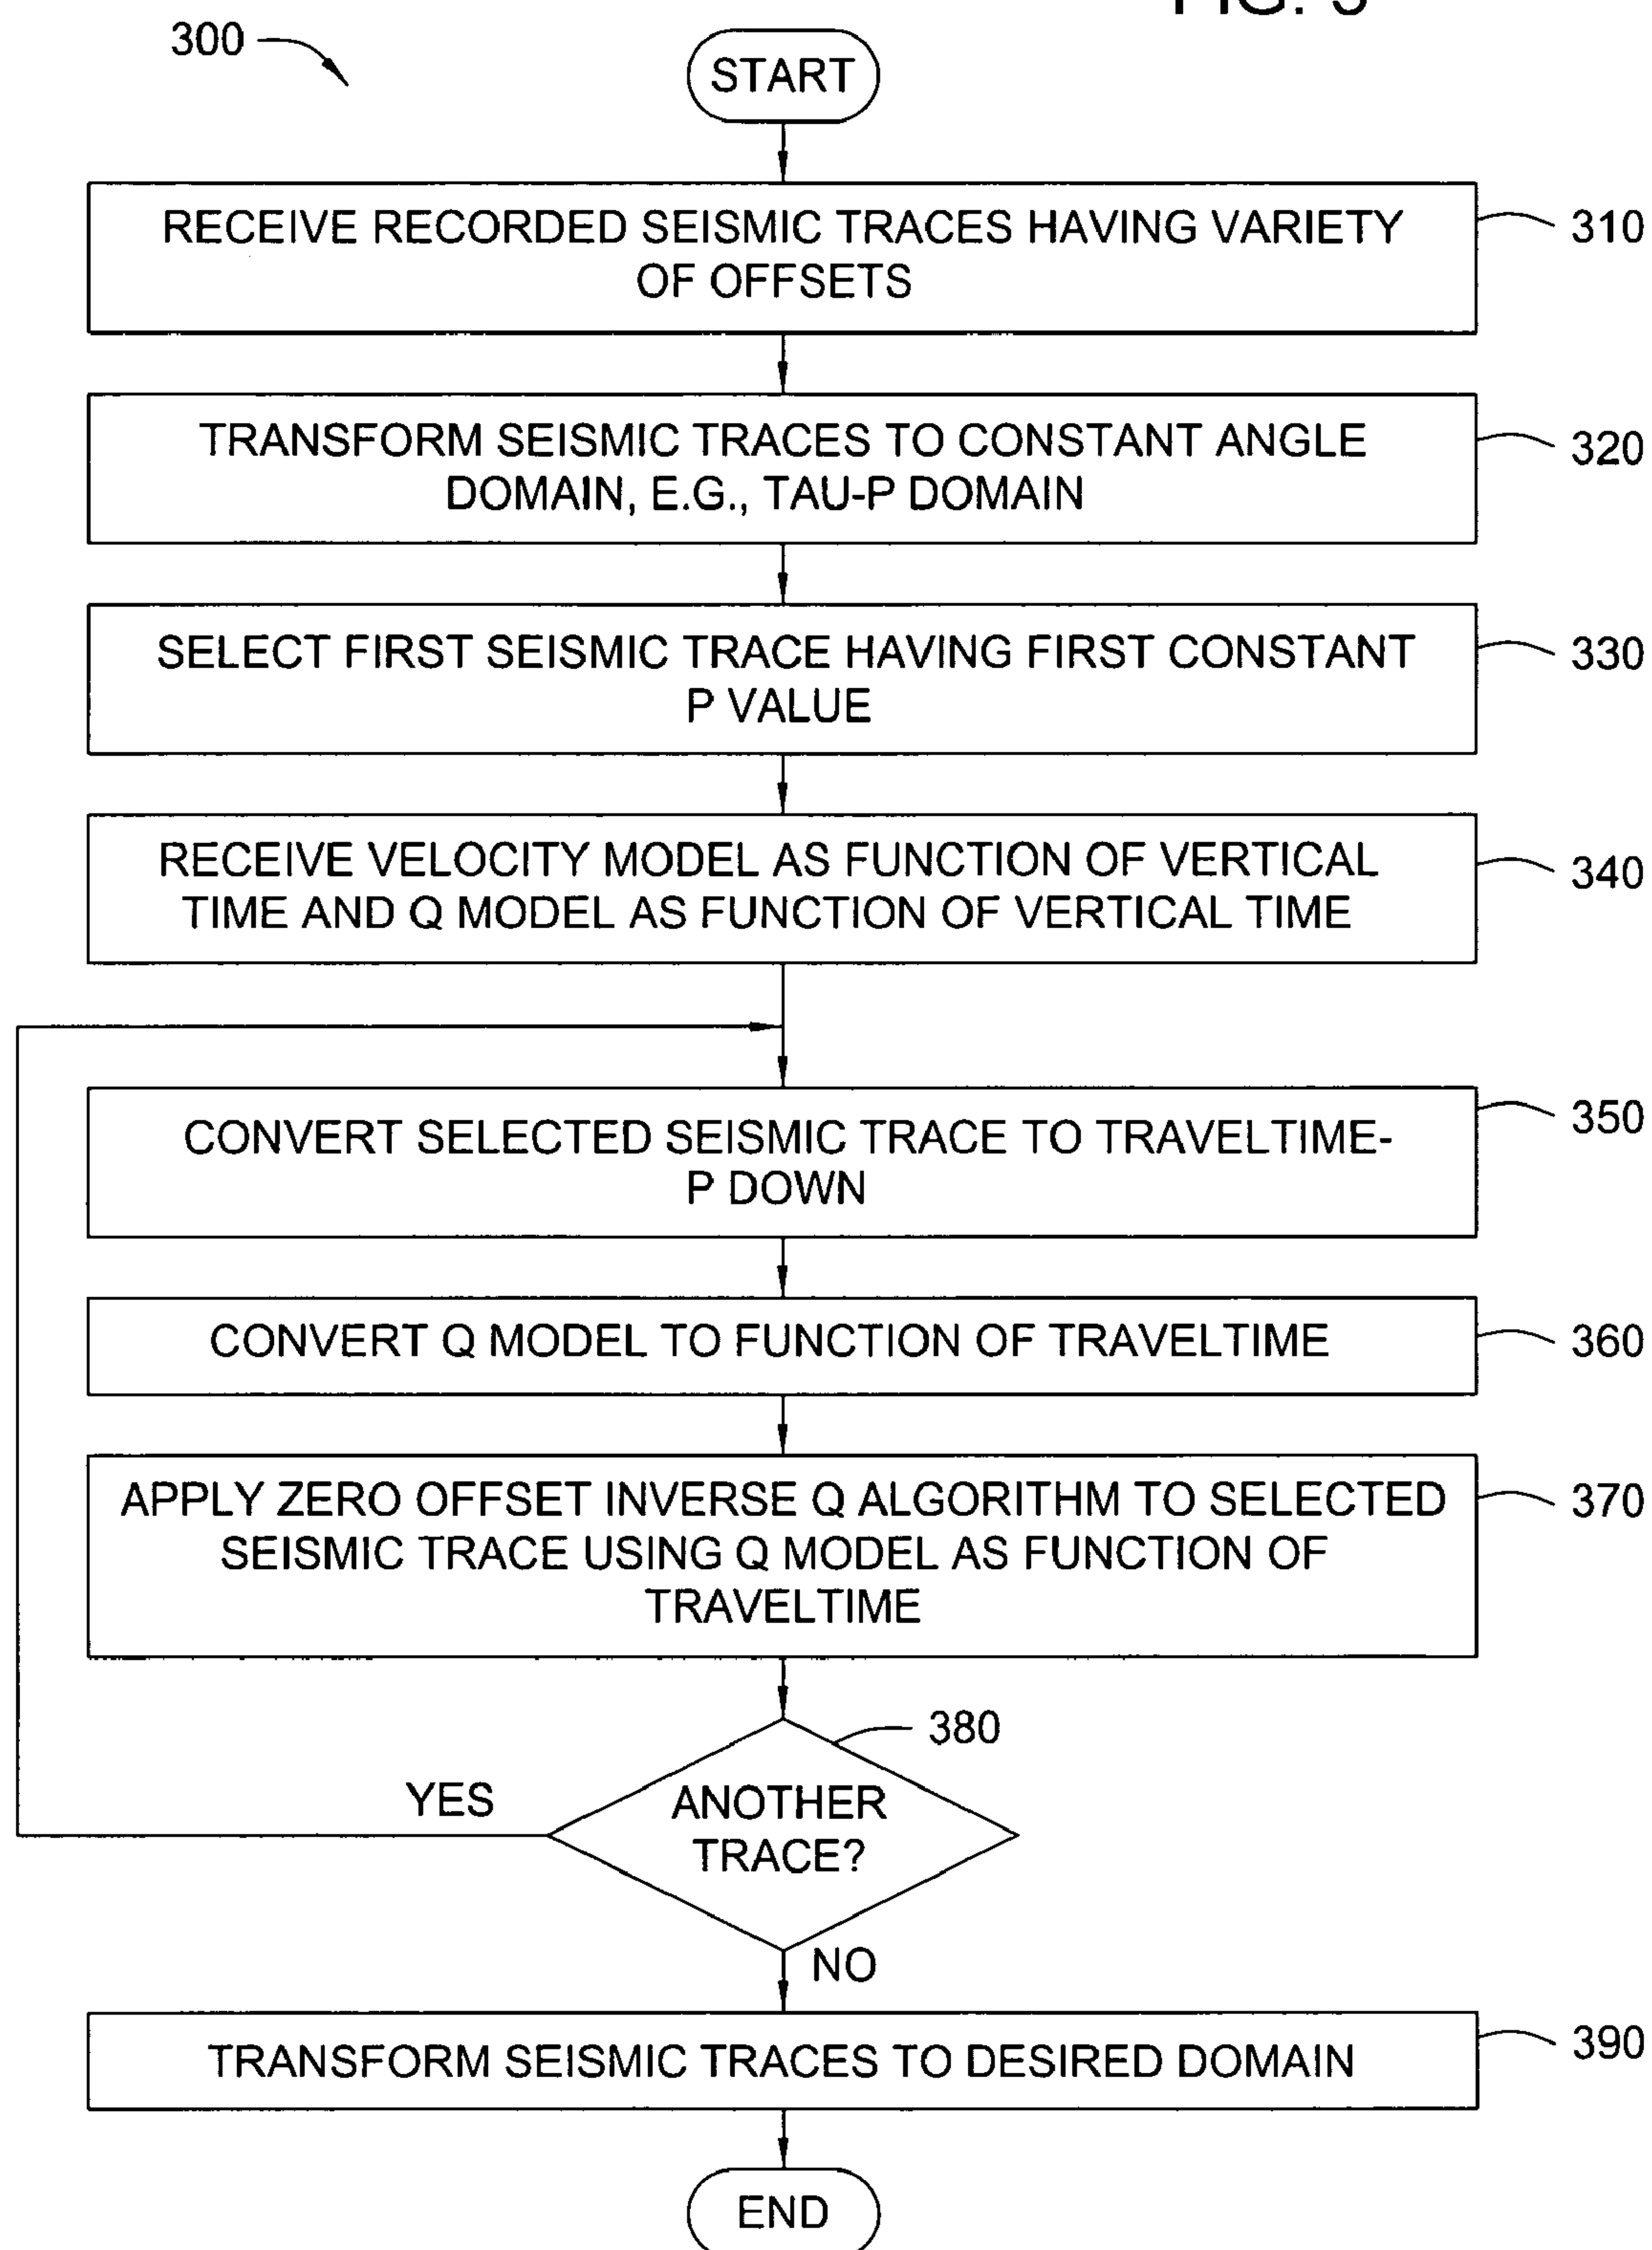 300
START
RECEIVE RECORDED SEISMIC TRACES HAVING VARIETY
OF OFFSETS
310
TRANSFORM SEISMIC TRACES TO CONSTANT ANGLE
DOMAIN, E.G., TAU-P DOMAIN
320
SELECT FIRST SEISMIC TRACE HAVING FIRST CONSTANT
P VALUE
330
RECEIVE VELOCITY MODEL AS FUNCTION OF VERTICAL
TIME AND Q MODEL AS FUNCTION OF VERTICAL TIME
340
CONVERT SELECTED SEISMIC TRACE TO TRAVELTIME-
P DOWN
350
CONVERT Q MODEL TO FUNCTION OF TRAVELTIME
360
APPLY ZERO OFFSET INVERSE Q ALGORITHM TO SELECTED
SEISMIC TRACE USING Q MODEL AS FUNCTION OF
TRAVELTIME
370
380
YES
ANOTHER
TRACE?
NO
TRANSFORM SEISMIC TRACES TO DESIRED DOMAIN
390
END